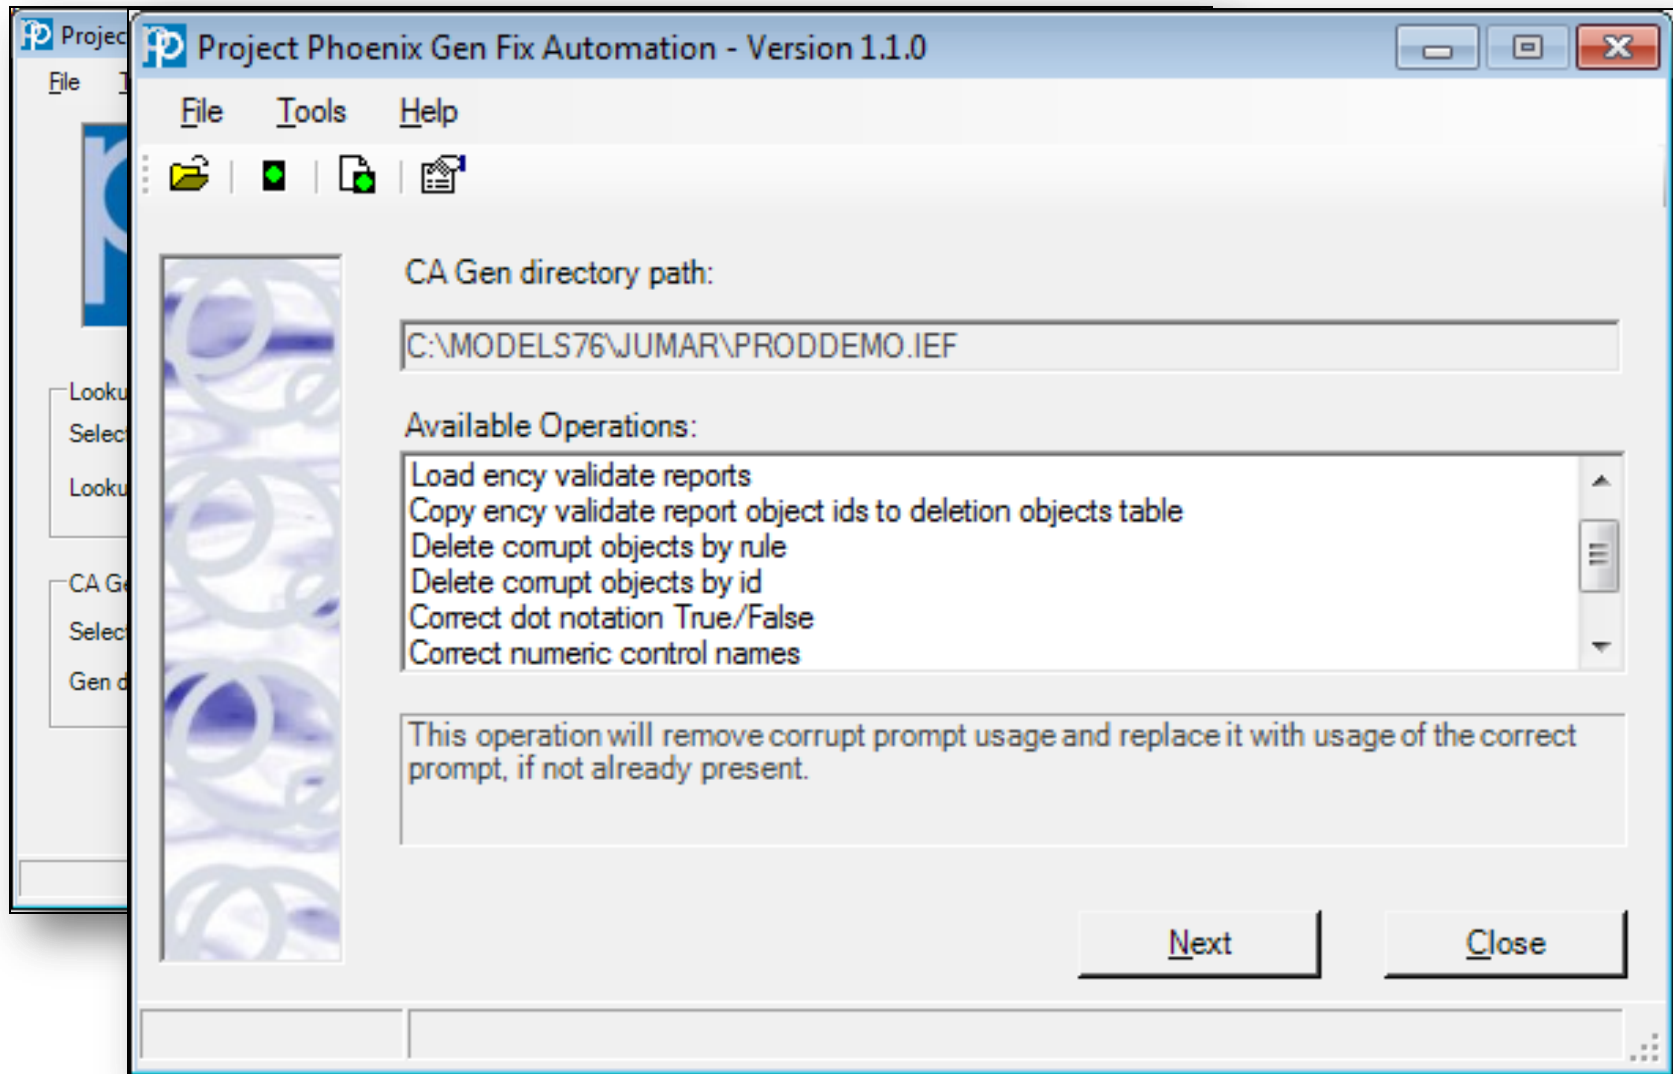 Projec
File
Looku
Select
Looku
CA Ge
Select
Gen d
Project Phoenix Gen Fix Automation - Version 1.1.0
File Tools Help
CA Gen directory path:
C:\MODELS76\JUMAR\PRODDEMO.IEF
Available Operations:
Load ency validate reports
Copy ency validate report object ids to deletion objects table
Delete corrupt objects by rule
Delete corrupt objects by id
Correct dot notation True/False
Correct numeric control names
This operation will remove corrupt prompt usage and replace it with usage of the correct
prompt, if not already present.
Next Close